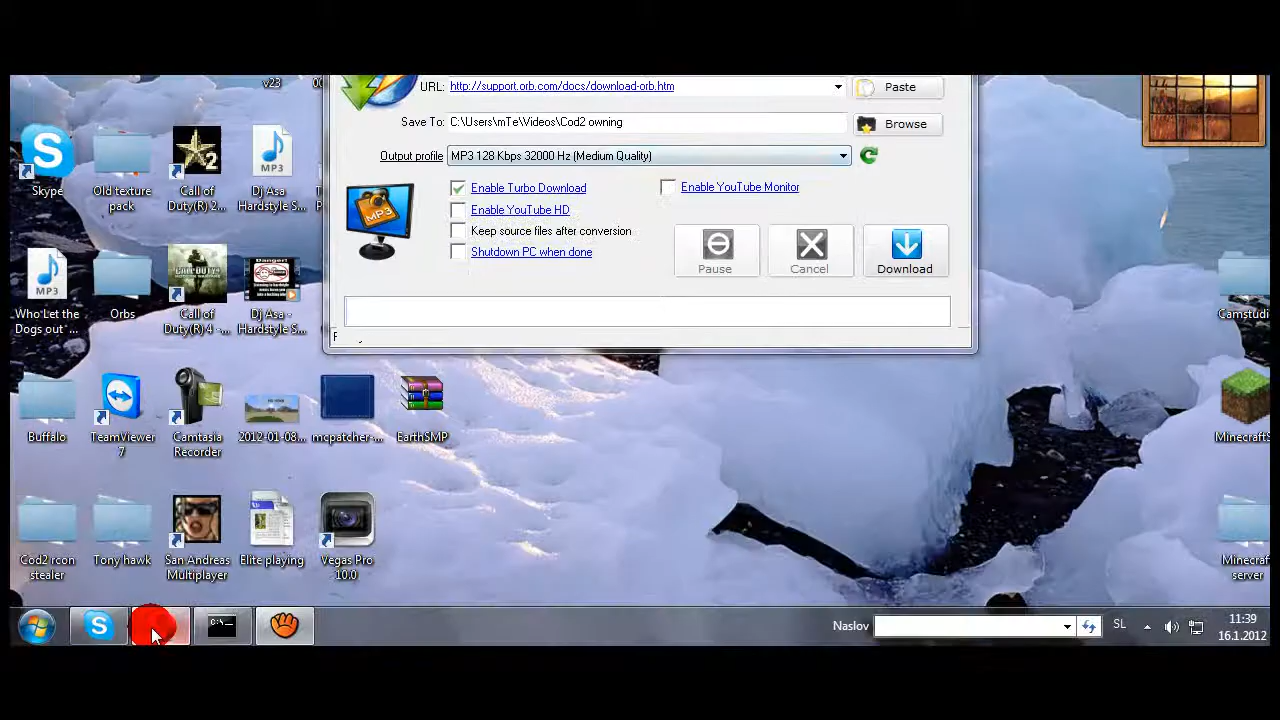 v23
URL:
http://support.orb.com/docs/download-orb.htm
Paste
Save To:
C:\Users\mTe\Videos\Cod2 owning
Browse
Output profile
MP3 128 Kbps 32000 Hz (Medium Quality)
Enable Turbo Download
Enable YouTube Monitor
Enable YouTube HD
Keep source files after conversion
Shutdown PC when done
Pause
Cancel
Download
Skype
Old texture
pack
Call of
Duty(R) 2...
MP3
Dj Asa
Hardstyle S...
MP3
Who Let the
Dogs out ...
Orbs
Call of
Duty(R) 4 -...
Dj Asa -
Hardstyle S...
Camstudi
Buffalo
TeamViewer
7
Camtasia
Recorder
2012-01-08...
mcpatcher-...
EarthSMP
MinecraftS
Cod2 rcon
stealer
Tony hawk
San Andreas
Multiplayer
Elite playing
Vegas Pro
10.0
Minecraft
server
Naslov
SL
11:39
16.1.2012